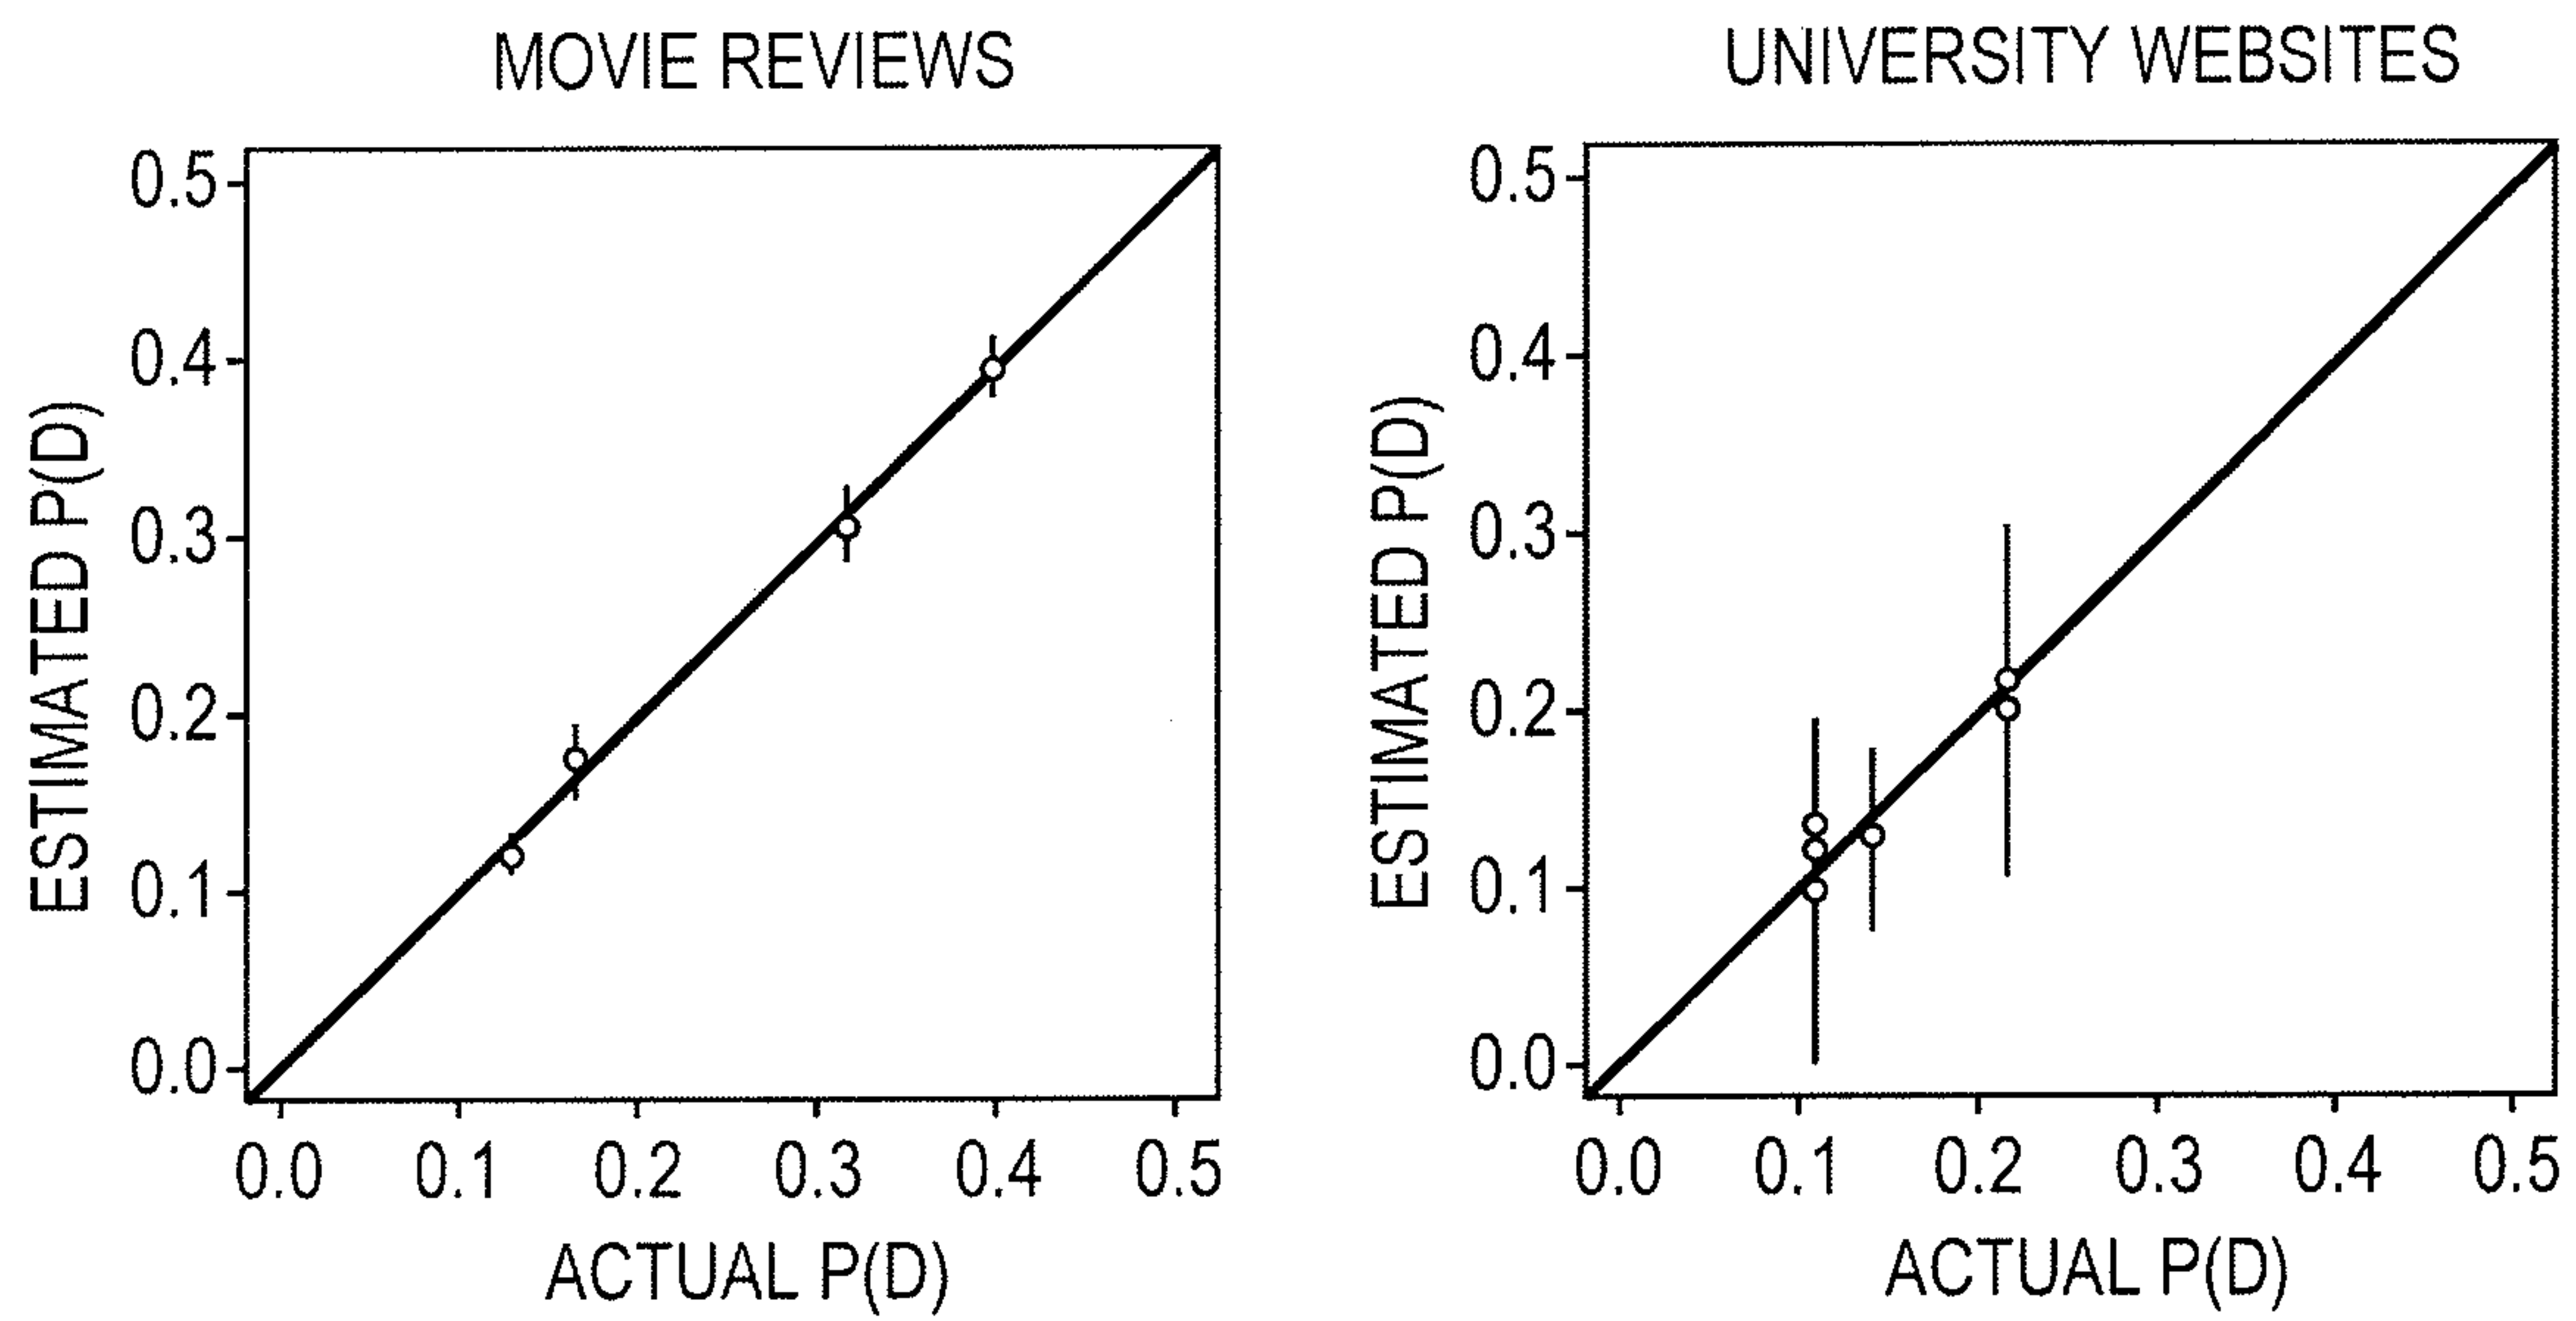 MOVIE REVIEWS
ESTIMATED P(D)
0.5
0.4
0.3
0.2
0.1
0.0
0.0 0.1 0.2 0.3 0.4 0.5
ACTUAL P(D)
UNIVERSITY WEBSITES
ESTIMATED P(D)
0.5
0.4
0.3
0.2
0.1
0.0
0.0 0.1 0.2 0.3 0.4 0.5
ACTUAL P(D)